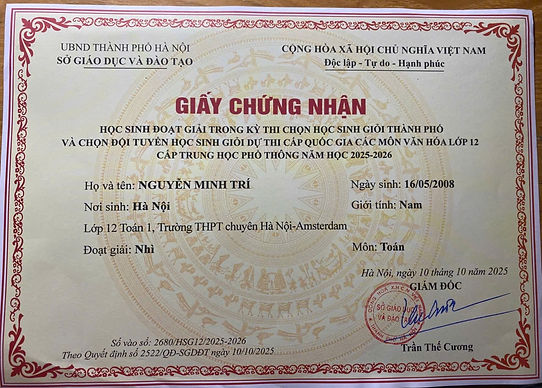 UBND THÀNH PHỐ HÀ NỘI
SỞ GIÁO DỤC VÀ ĐÀO TẠO
CỘNG HÒA XÃ HỘI CHỦ NGHĨA VIỆT NAM
Độc lập - Tự do - Hạnh phúc
GIẤY CHỨNG NHẬN
HỌC SINH ĐOẠT GIẢI TRONG KỲ THI CHỌN HỌC SINH GIỎI THÀNH PHỐ
VÀ CHỌN ĐỘI TUYỂN HỌC SINH GIỎI DỰ THI CẤP QUỐC GIA CÁC MÔN VĂN HÓA LỚP 12
CẤP TRUNG HỌC PHỔ THÔNG NĂM HỌC 2025-2026
Họ và tên: NGUYỄN MINH TRÍ
Ngày sinh: 16/05/2008
Nơi sinh: Hà Nội
Giới tính: Nam
Lớp 12 Toán 1, Trường THPT chuyên Hà Nội-Amsterdam
Đoạt giải: Nhì
Môn: Toán
Hà Nội, ngày 10 tháng 10 năm 2025
GIÁM ĐỐC
SỞ GIÁO DỤC
VÀ ĐÀO TẠO
Trần Thế Cương
Số vào sổ: 2680/HSG12/2025-2026
Theo Quyết định số 2522/QĐ-SGDĐT ngày 10/10/2025